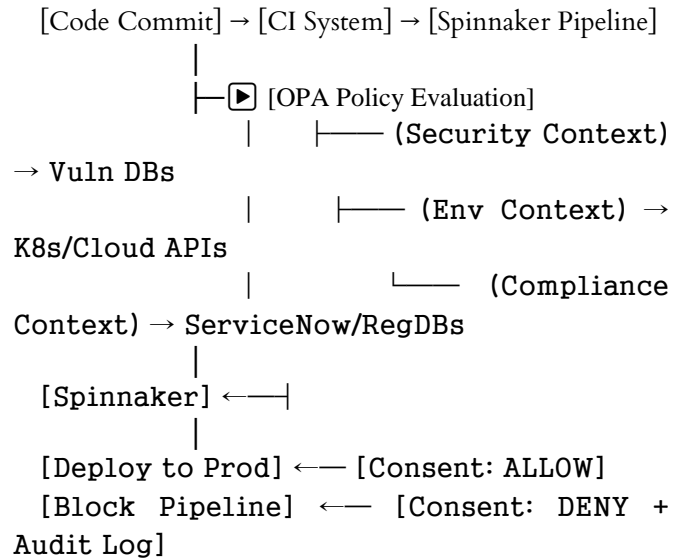 [Code Commit] → [CI System] → [Spinnaker Pipeline]
│
├─▶ [OPA Policy Evaluation]
│ ├── (Security Context)
→ Vuln DBs
│ ├── (Env Context) →
K8s/Cloud APIs
│ └── (Compliance
Context) → ServiceNow/RegDBs
│
[Spinnaker] ←─┤
│
[Deploy to Prod] ←─ [Consent: ALLOW]
[Block Pipeline] ←─ [Consent: DENY +
Audit Log]